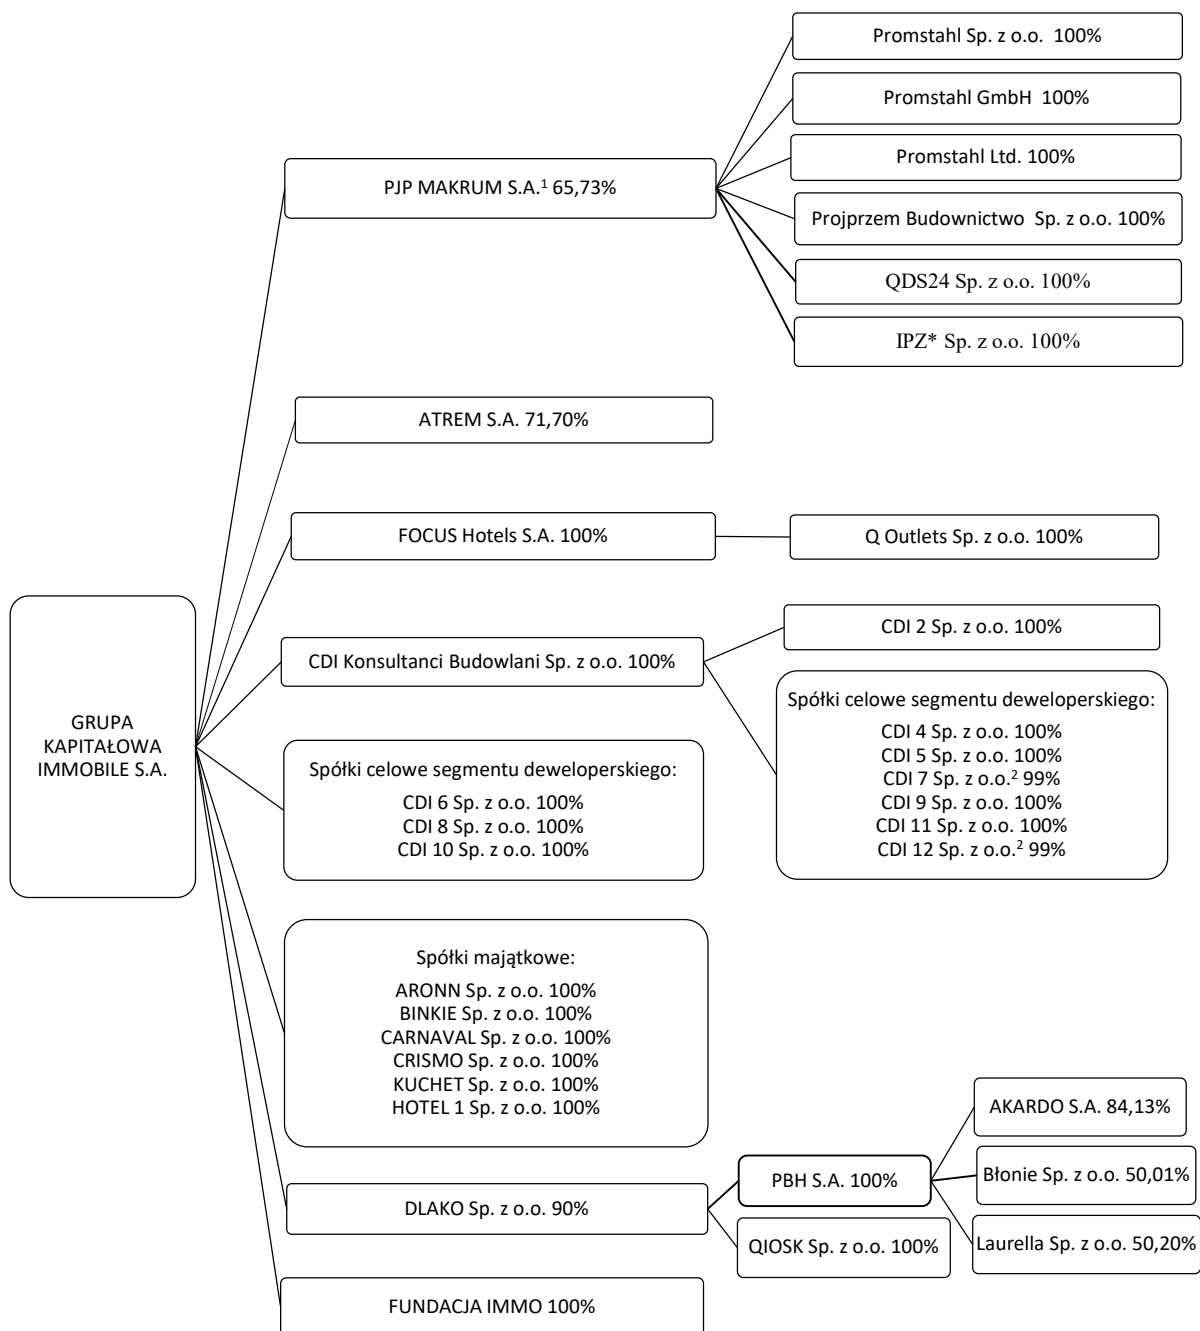 Promstahl Sp. z o.o. 100%
Promstahl GmbH 100%
Promstahl Ltd. 100%
PJP MAKRUM S.A.¹ 65,73%
Projprzem Budownictwo Sp. z o.o. 100%
QDS24 Sp. z o.o. 100%
IPZ* Sp. z o.o. 100%
ATREM S.A. 71,70%
FOCUS Hotels S.A. 100%
Q Outlets Sp. z o.o. 100%
CDI Konsultanci Budowlani Sp. z o.o. 100%
CDI 2 Sp. z o.o. 100%
Spółki celowe segmentu deweloperskiego:
CDI 4 Sp. z o.o. 100%
CDI 5 Sp. z o.o. 100%
CDI 7 Sp. z o.o.² 99%
CDI 9 Sp. z o.o. 100%
CDI 11 Sp. z o.o. 100%
CDI 12 Sp. z o.o.² 99%
GRUPA
KAPITAŁOWA
IMMOBILE S.A.
Spółki celowe segmentu deweloperskiego:
CDI 6 Sp. z o.o. 100%
CDI 8 Sp. z o.o. 100%
CDI 10 Sp. z o.o. 100%
Spółki majątkowe:
ARONN Sp. z o.o. 100%
BINKIE Sp. z o.o. 100%
CARNAVAL Sp. z o.o. 100%
CRISMO Sp. z o.o. 100%
KUCHET Sp. z o.o. 100%
HOTEL 1 Sp. z o.o. 100%
DLAKO Sp. z o.o. 90%
PBH S.A. 100%
QIOSK Sp. z o.o. 100%
AKARDO S.A. 84,13%
Błonie Sp. z o.o. 50,01%
Laurella Sp. z o.o. 50,20%
FUNDACJA IMMO 100%